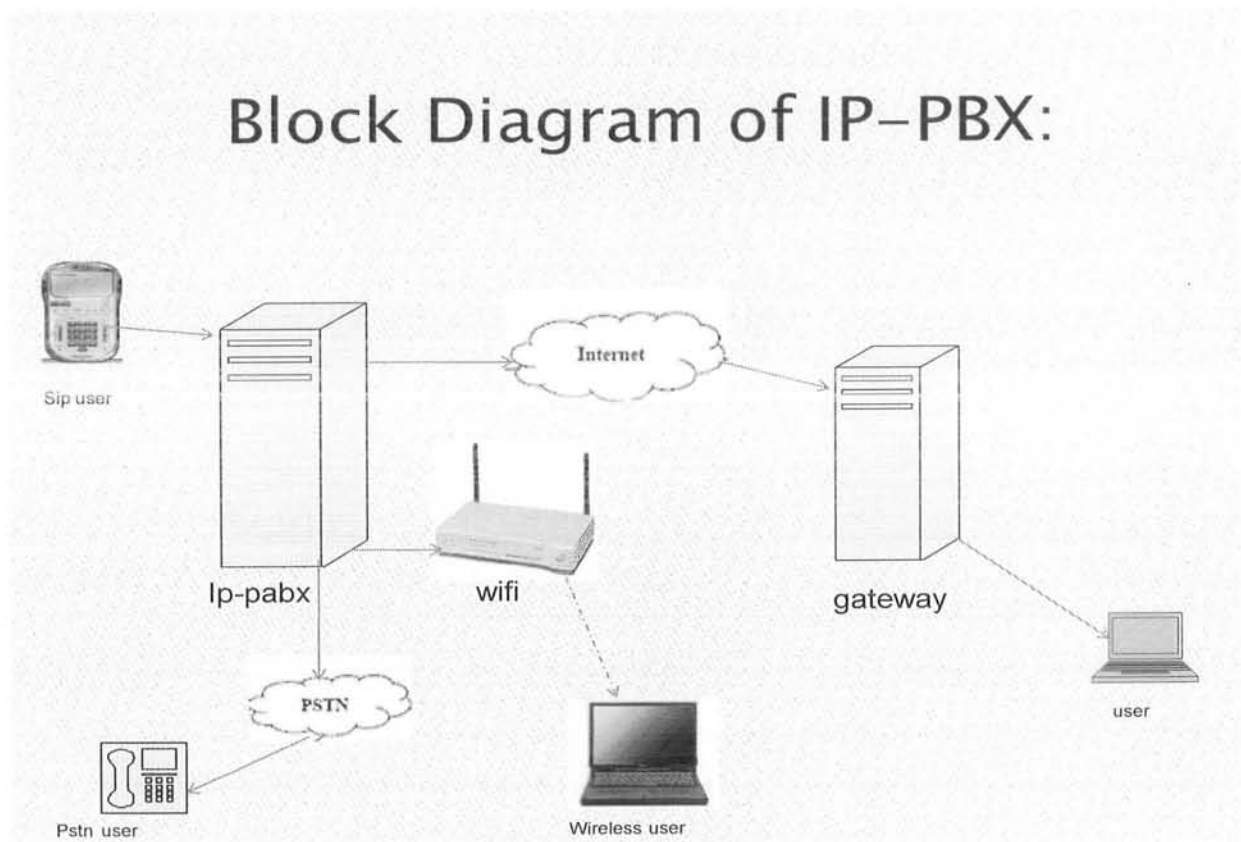 Block Diagram of IP-PBX:
Sip user
Internet
Ip-pabx
wifi
gateway
PSTN
user
Pstn user
Wireless user